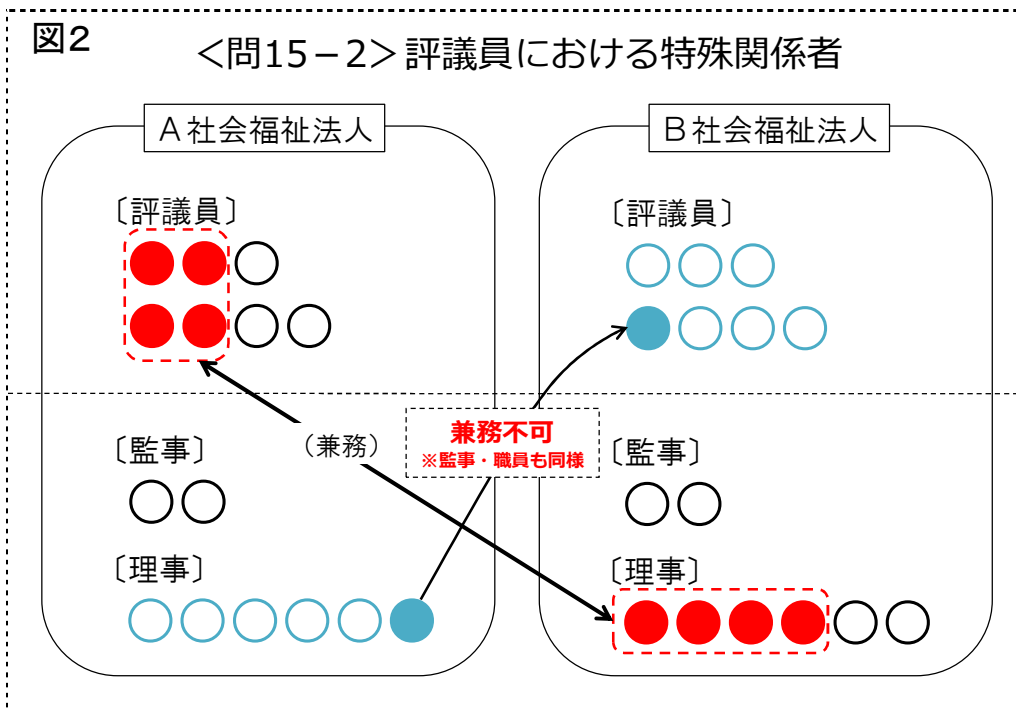 図2
<問15－2>評議員における特殊関係者
A社会福祉法人
B社会福祉法人
〔評議員〕
〔評議員〕
(兼務)
兼務不可
※監事・職員も同様
〔監事〕
〔監事〕
〔理事〕
〔理事〕